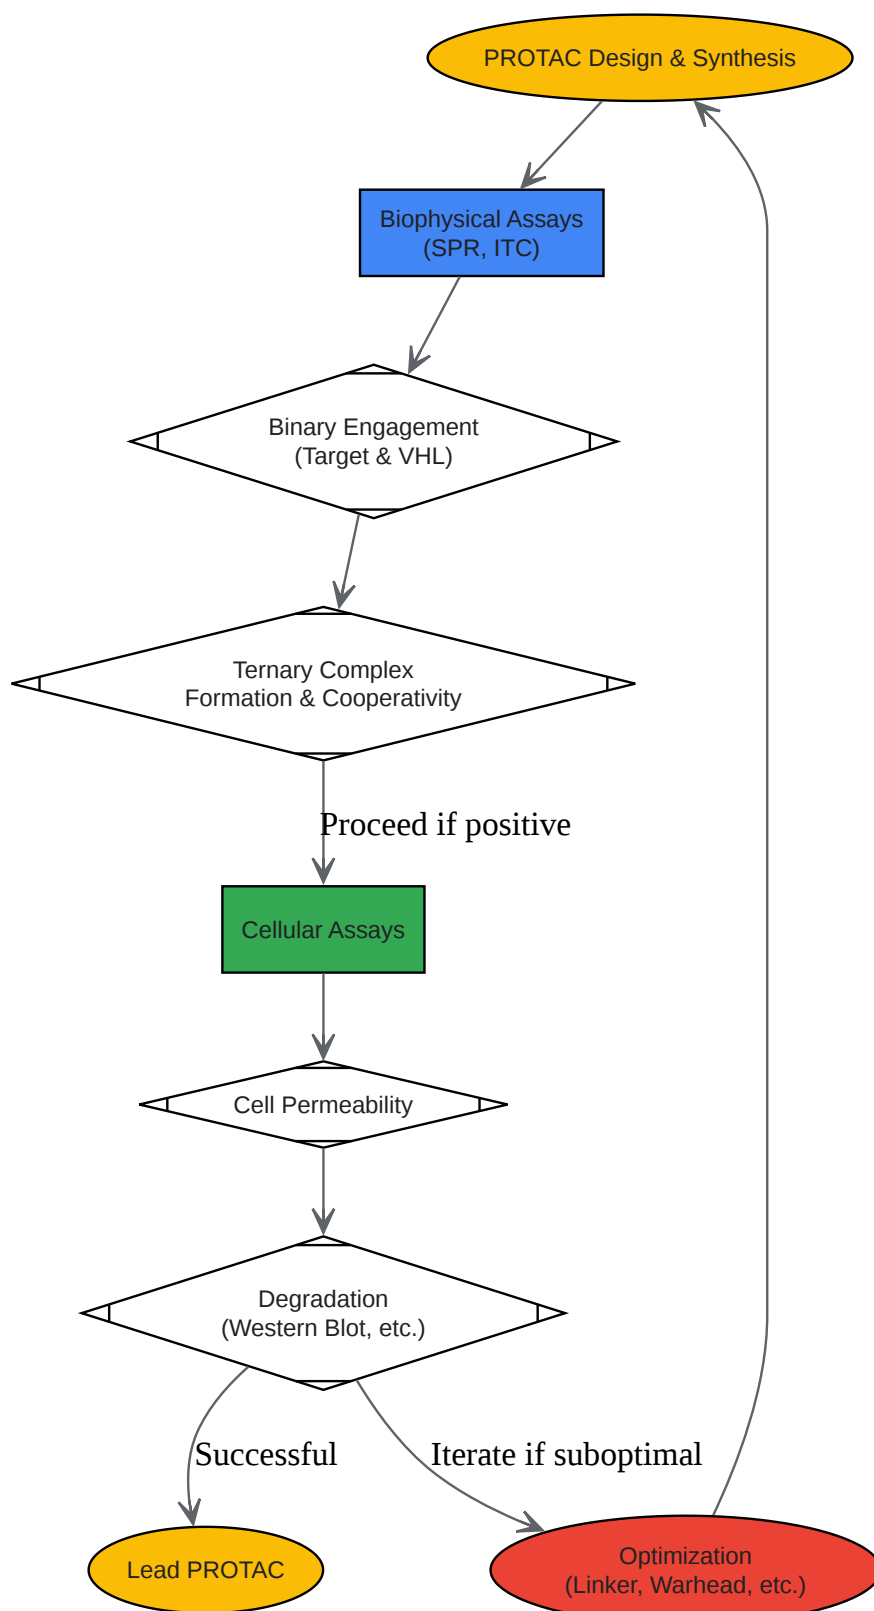 PROTAC Design & Synthesis
Biophysical Assays
(SPR, ITC)
Binary Engagement
(Target & VHL)
Ternary Complex
Formation & Cooperativity
Proceed if positive
Cellular Assays
Cell Permeability
Degradation
(Western Blot, etc.)
Successful
Iterate if suboptimal
Lead PROTAC
Optimization
(Linker, Warhead, etc.)